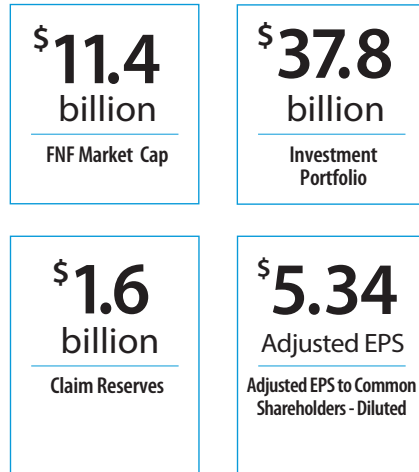 $11.4
billion
FNF Market Cap
$37.8
billion
Investment
Portfolio
$1.6
billion
Claim Reserves
$5.34
Adjusted EPS
Adjusted EPS to Common
Shareholders - Diluted